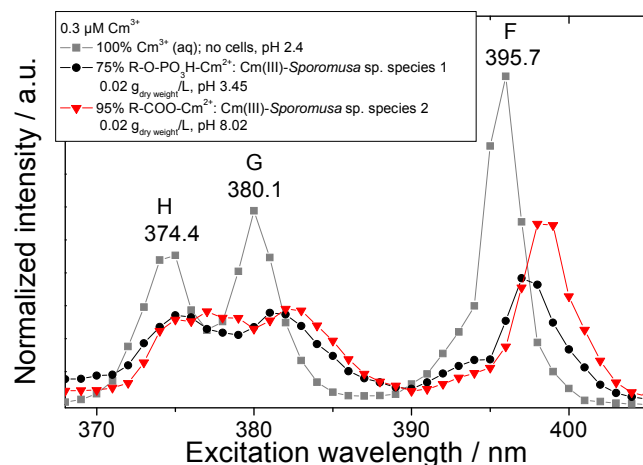 0.3 µM Cm³⁺
100% Cm³⁺ (aq); no cells, pH 2.4
75% R-O-PO₃H-Cm²⁺: Cm(III)-Sporomusa sp. species 1
0.02 g_dry weight/L, pH 3.45
95% R-COO-Cm²⁺: Cm(III)-Sporomusa sp. species 2
0.02 g_dry weight/L, pH 8.02
F
395.7
G
380.1
H
374.4
Normalized intensity / a.u.
370 380 390 400
Excitation wavelength / nm